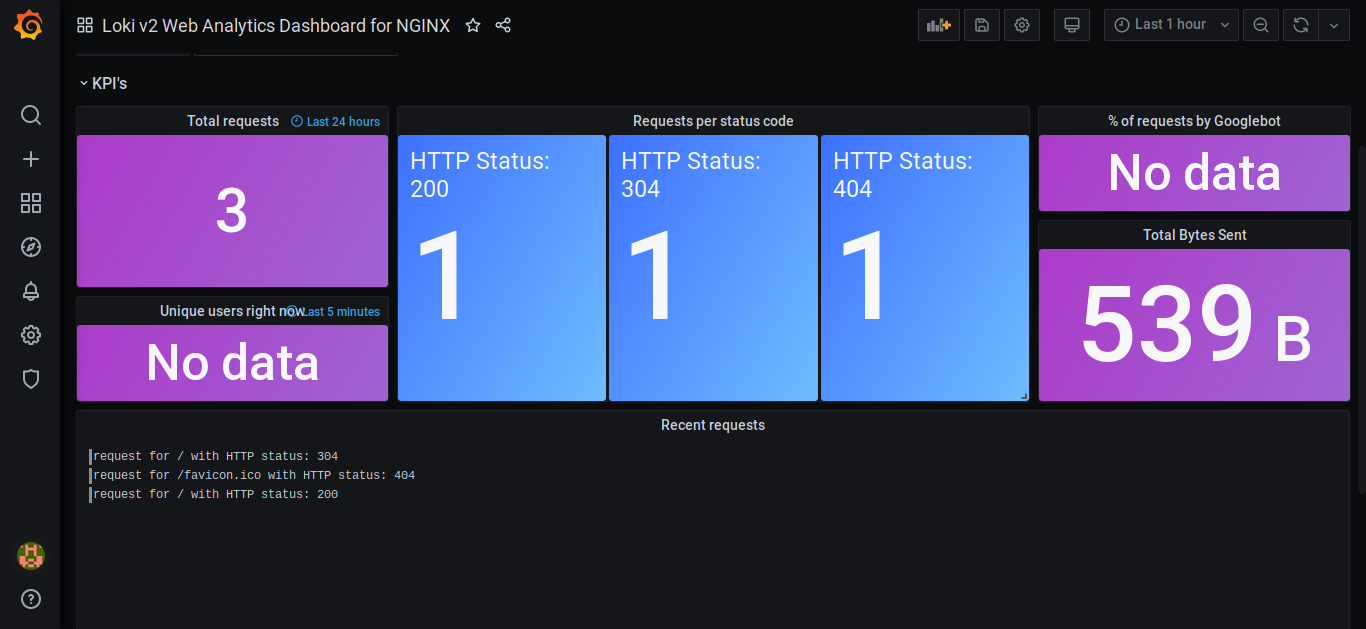 Loki v2 Web Analytics Dashboard for NGINX
Last 1 hour
KPI's
Total requests
Last 24 hours
3
Unique users right now
Last 5 minutes
No data
Requests per status code
HTTP Status:
200
1
HTTP Status:
304
1
HTTP Status:
404
1
% of requests by Googlebot
No data
Total Bytes Sent
539 B
Recent requests
request for / with HTTP status: 304
request for /favicon.ico with HTTP status: 404
request for / with HTTP status: 200